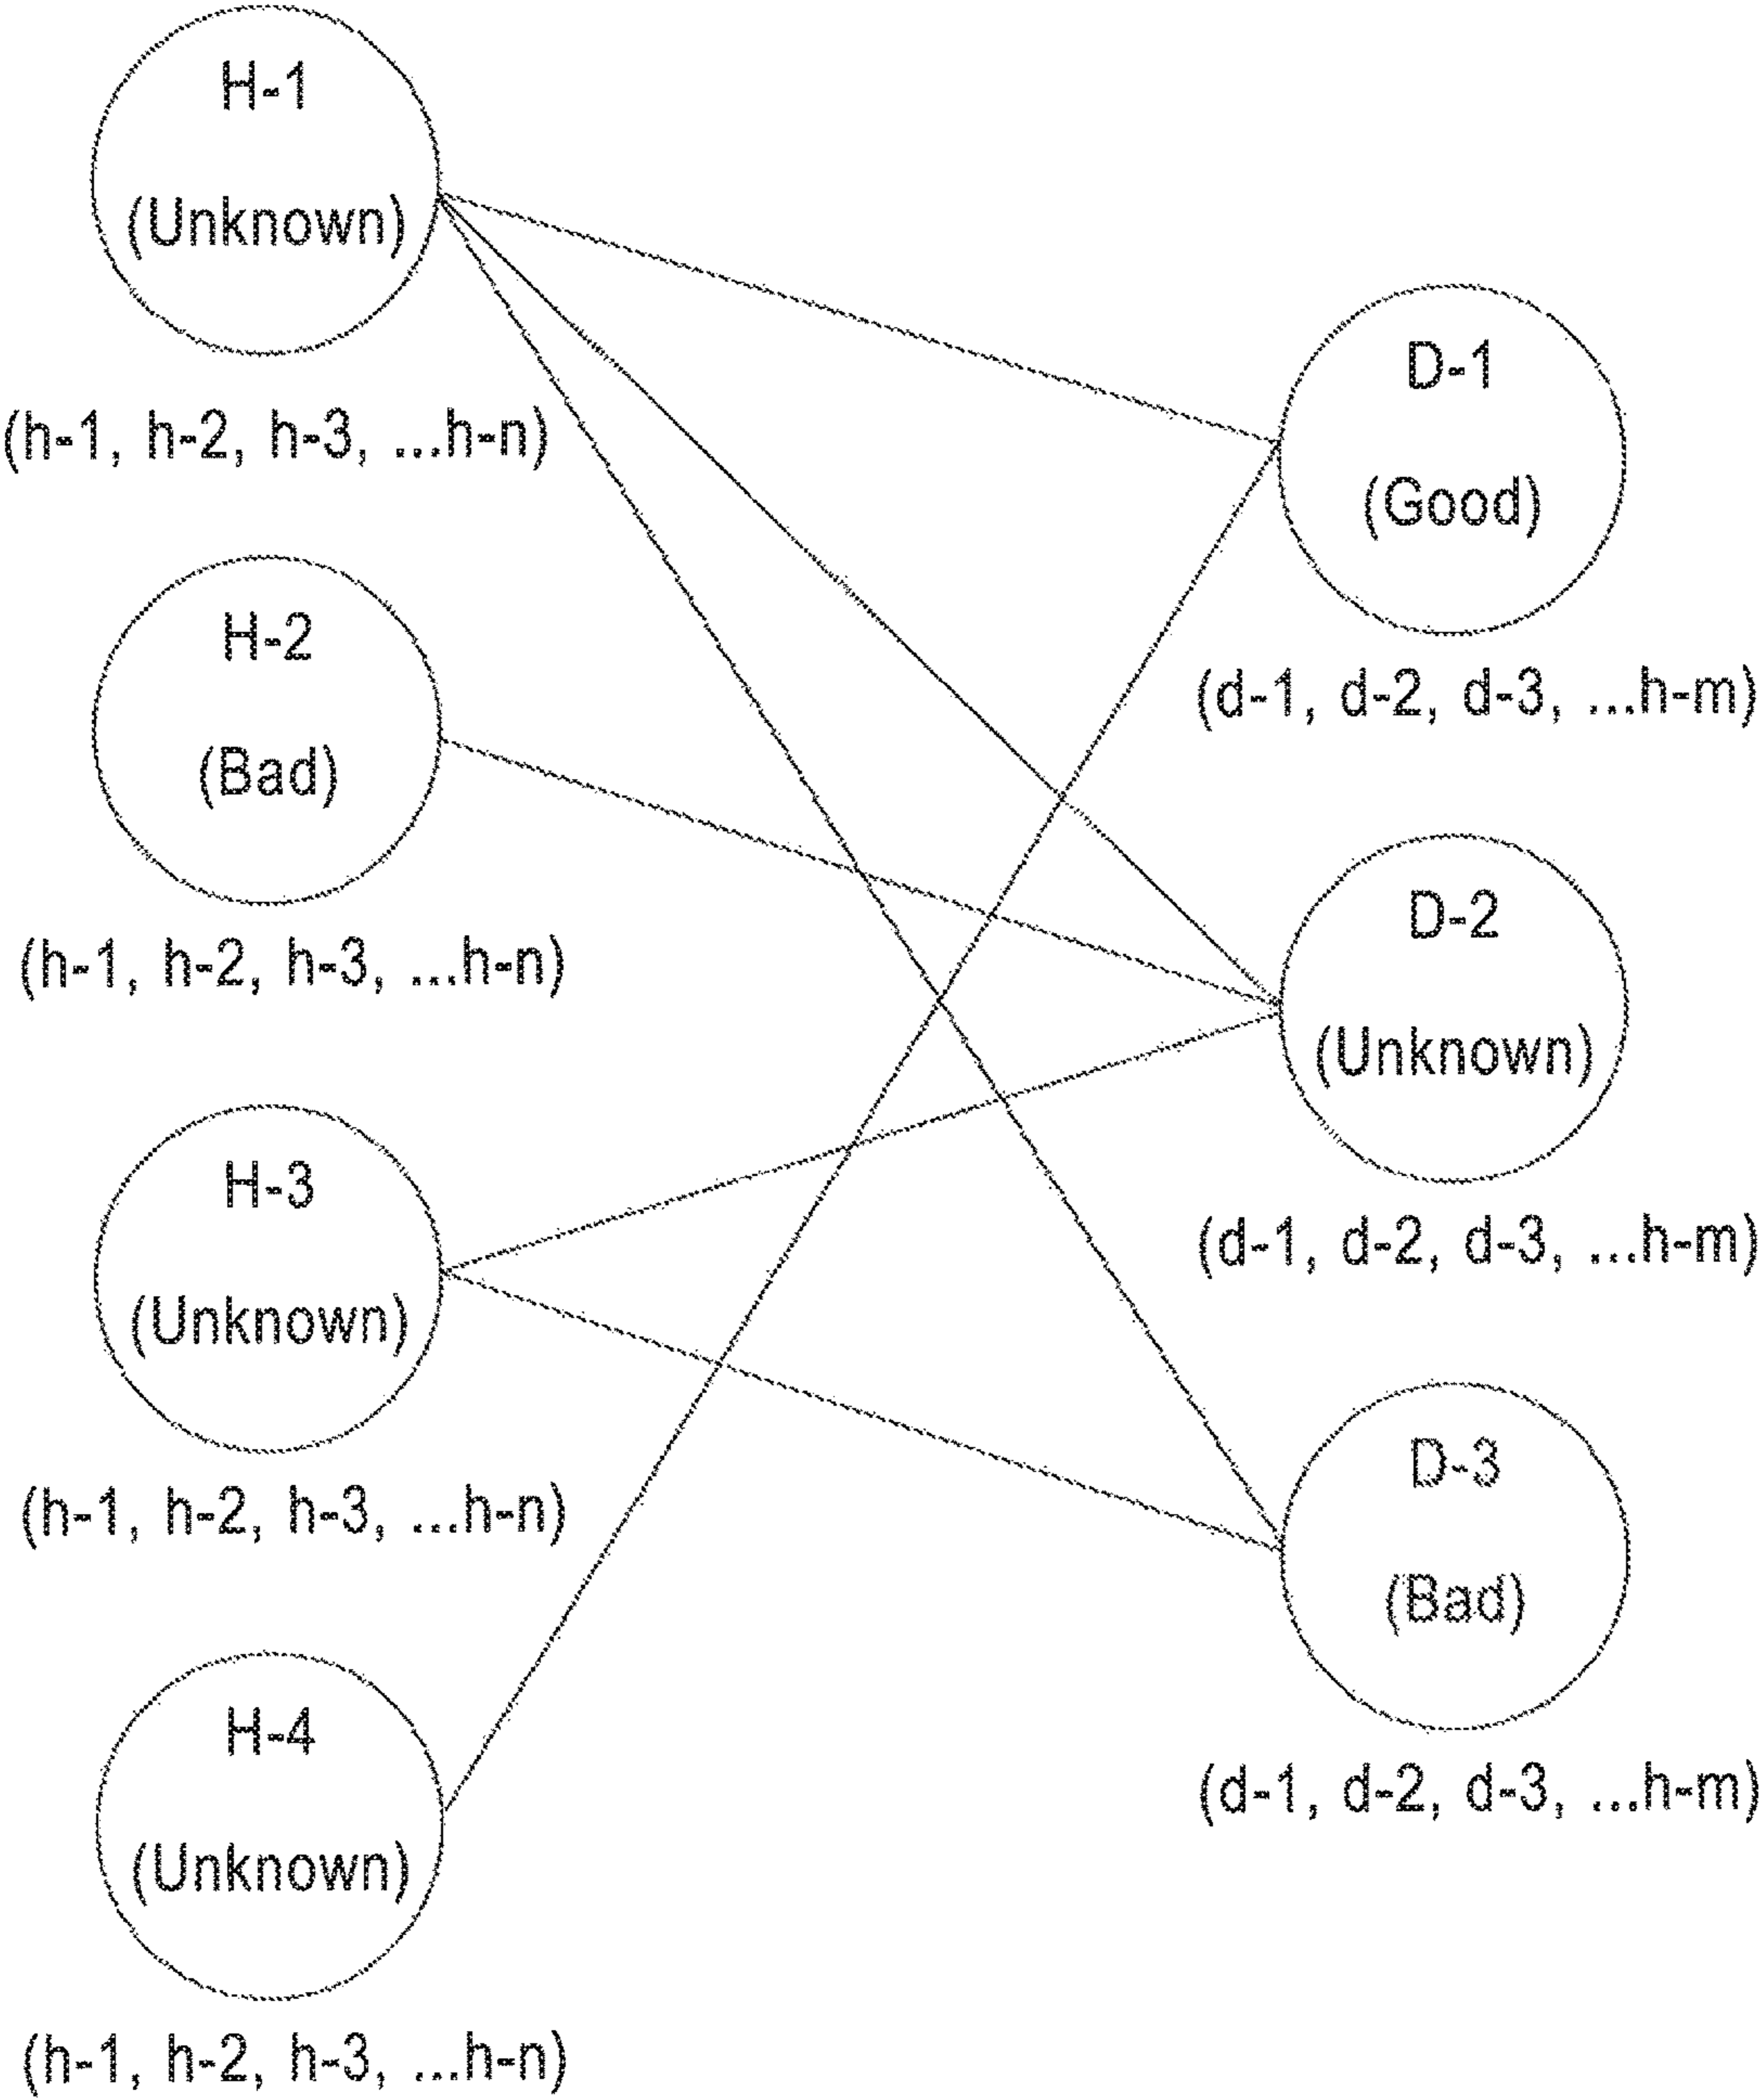 H-1
(Unknown)
(h-1, h-2, h-3, ...h-n)
H-2
(Bad)
(h-1, h-2, h-3, ...h-n)
H-3
(Unknown)
(h-1, h-2, h-3, ...h-n)
H-4
(Unknown)
(h-1, h-2, h-3, ...h-n)
D-1
(Good)
(d-1, d-2, d-3, ...h-m)
D-2
(Unknown)
(d-1, d-2, d-3, ...h-m)
D-3
(Bad)
(d-1, d-2, d-3, ...h-m)